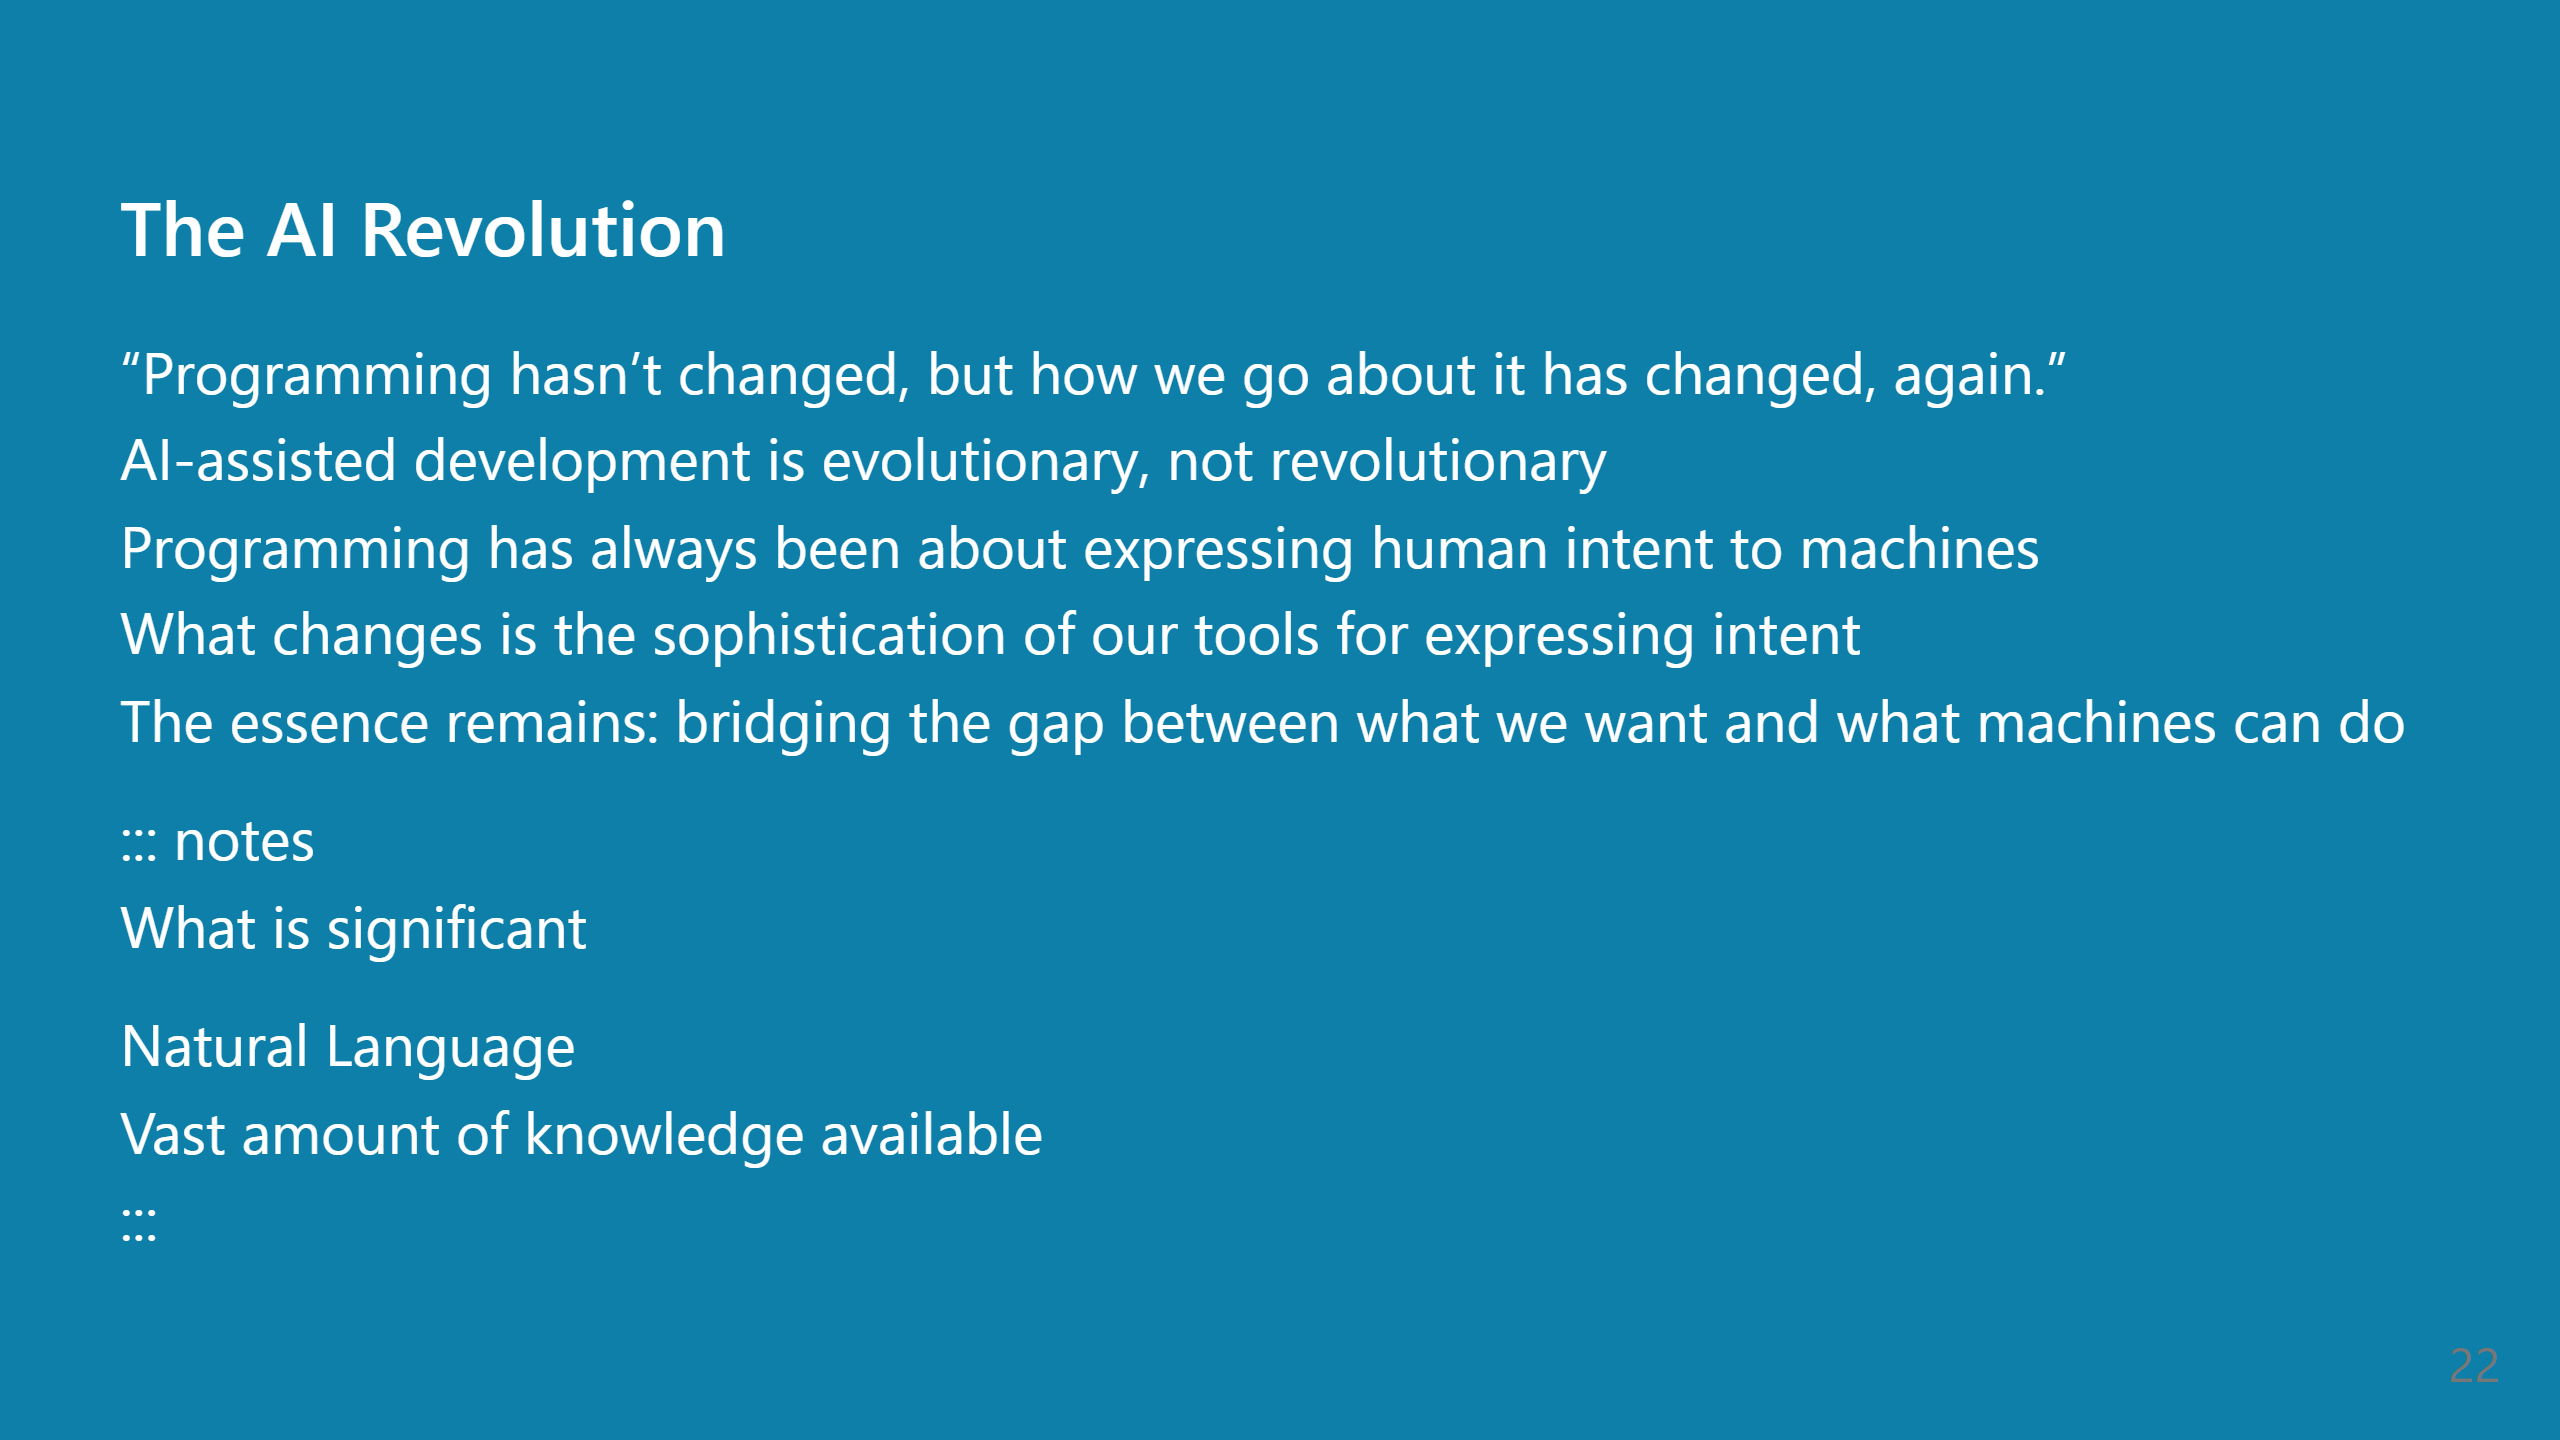 The AI Revolution
“Programming hasn’t changed, but how we go about it has changed, again.”
AI-assisted development is evolutionary, not revolutionary
Programming has always been about expressing human intent to machines
What changes is the sophistication of our tools for expressing intent
The essence remains: bridging the gap between what we want and what machines can do
::: notes
What is significant
Natural Language
Vast amount of knowledge available
:::
22